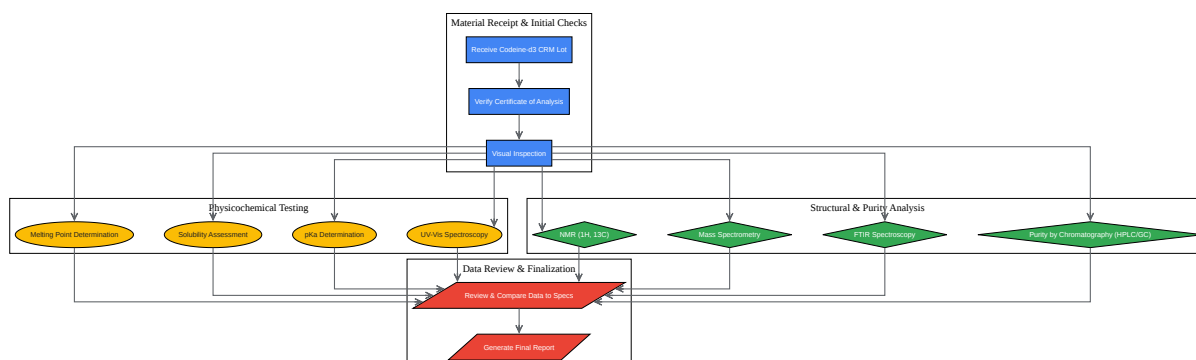 Material Receipt & Initial Checks
Receive Codeine-d3 CRM Lot
Verify Certificate of Analysis
Visual Inspection
Physicochemical Testing
Structural & Purity Analysis
Melting Point Determination
Solubility Assessment
pKa Determination
UV-Vis Spectroscopy
NMR (1H, 13C)
Mass Spectrometry
FTIR Spectroscopy
Purity by Chromatography (HPLC/GC)
Data Review & Finalization
Review & Compare Data to Specs
Generate Final Report